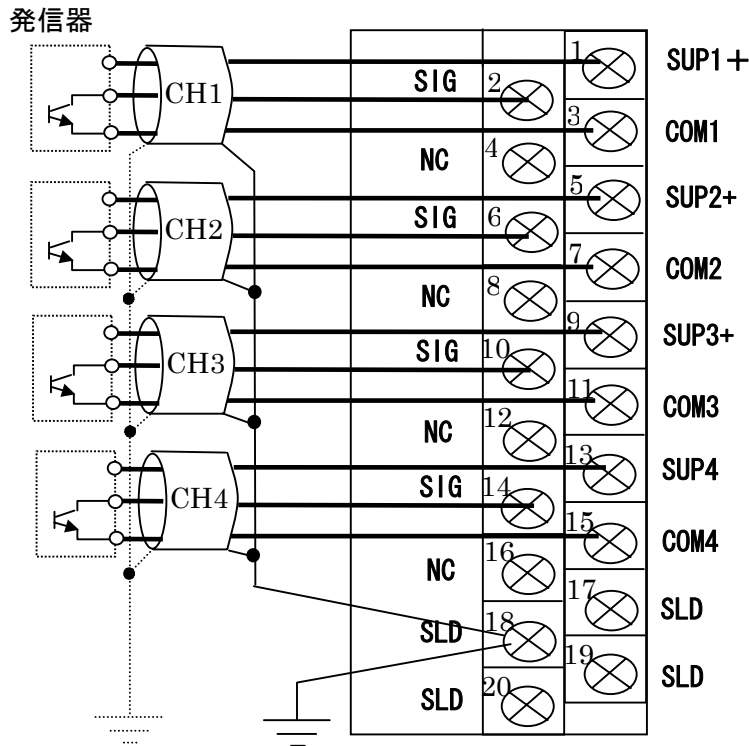 発信器
CH1
SIG
1
SUP1＋
2
3
COM1
NC
4
5
SUP2+
CH2
SIG
6
7
COM2
NC
8
9
SUP3+
CH3
SIG
10
11
COM3
NC
12
13
SUP4
CH4
SIG
14
15
COM4
NC
16
17
SLD
SLD
18
19
SLD
SLD
20